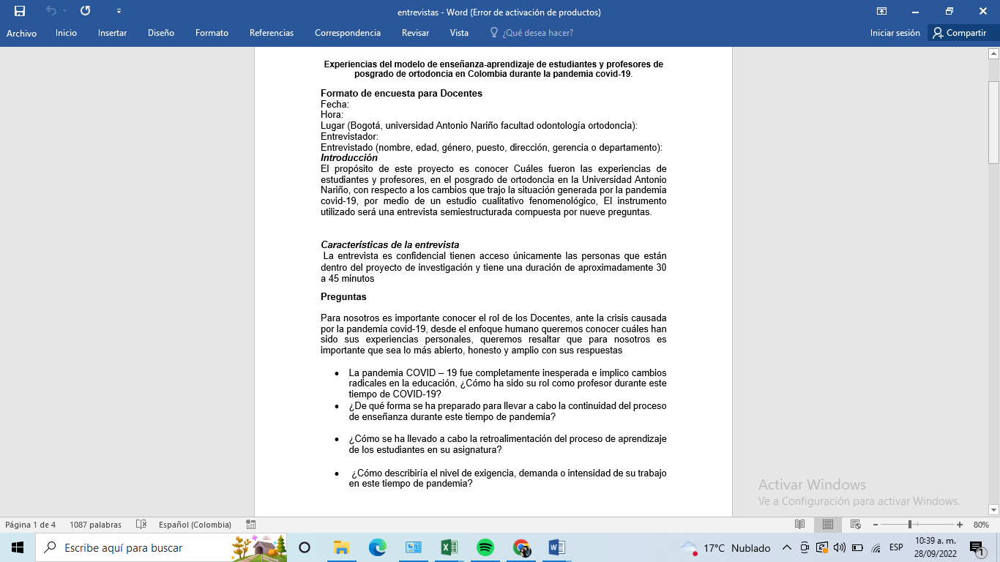 entrevistas - Word (Error de activación de productos)
Archivo Inicio Insertar Diseño Formato Referencias Correspondencia Revisar Vista ¿Qué desea hacer? Iniciar sesión Compartir
Experiencias del modelo de enseñanza-aprendizaje de estudiantes y profesores de
posgrado de ortodoncia en Colombia durante la pandemia covid-19.
Formato de encuesta para Docentes
Fecha:
Hora:
Lugar (Bogotá, universidad Antonio Nariño facultad odontología ortodoncia):
Entrevistador:
Entrevistado (nombre, edad, género, puesto, dirección, gerencia o departamento):
Introducción
El propósito de este proyecto es conocer Cuáles fueron las experiencias de
estudiantes y profesores, en el posgrado de ortodoncia en la Universidad Antonio
Nariño, con respecto a los cambios que trajo la situación generada por la pandemia
covid-19, por medio de un estudio cualitativo fenomenológico, El instrumento
utilizado será una entrevista semiestructurada compuesta por nueve preguntas.
Características de la entrevista
La entrevista es confidencial tienen acceso únicamente las personas que están
dentro del proyecto de investigación y tiene una duración de aproximadamente 30
a 45 minutos
Preguntas
Para nosotros es importante conocer el rol de los Docentes, ante la crisis causada
por la pandemia covid-19, desde el enfoque humano queremos conocer cuáles han
sido sus experiencias personales, queremos resaltar que para nosotros es
importante que sea lo más abierto, honesto y amplio con sus respuestas
• La pandemia COVID – 19 fue completamente inesperada e implico cambios
radicales en la educación, ¿Cómo ha sido su rol como profesor durante este
tiempo de COVID-19?
• ¿De qué forma se ha preparado para llevar a cabo la continuidad del proceso
de enseñanza durante este tiempo de pandemia?
• ¿Cómo se ha llevado a cabo la retroalimentación del proceso de aprendizaje
de los estudiantes en su asignatura?
• ¿Cómo describiría el nivel de exigencia, demanda o intensidad de su trabajo
en este tiempo de pandemia?
Activar Windows
Ve a Configuración para activar Windows.
Página 1 de 4 1087 palabras Español (Colombia) 80%
Escribe aquí para buscar 17°C Nublado ESP 10:39 a. m.
28/09/2022 1